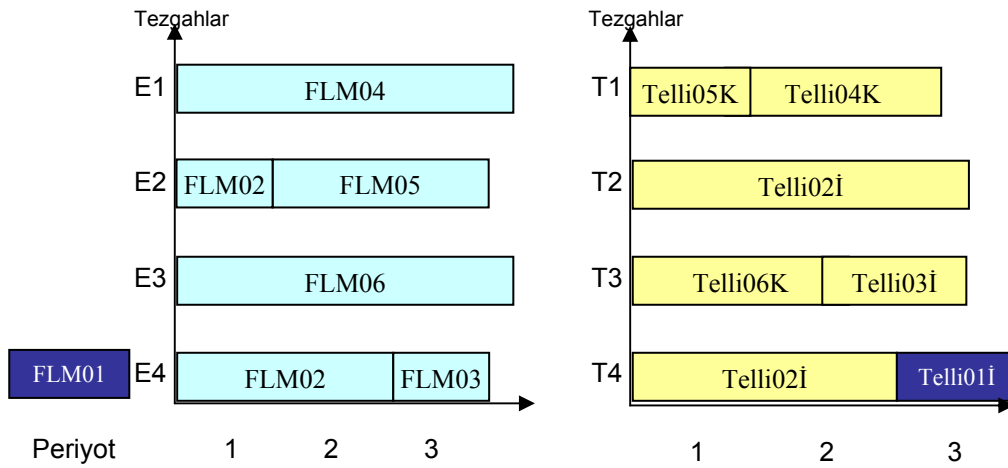 Tezgahlar
E1 FLM04
E2 FLM02 FLM05
E3 FLM06
FLM01 E4 FLM02 FLM03
Periyot 1 2 3
Tezgahlar
T1 Telli05K Telli04K
T2 Telli02İ
T3 Telli06K Telli03İ
T4 Telli02İ Telli01İ
1 2 3